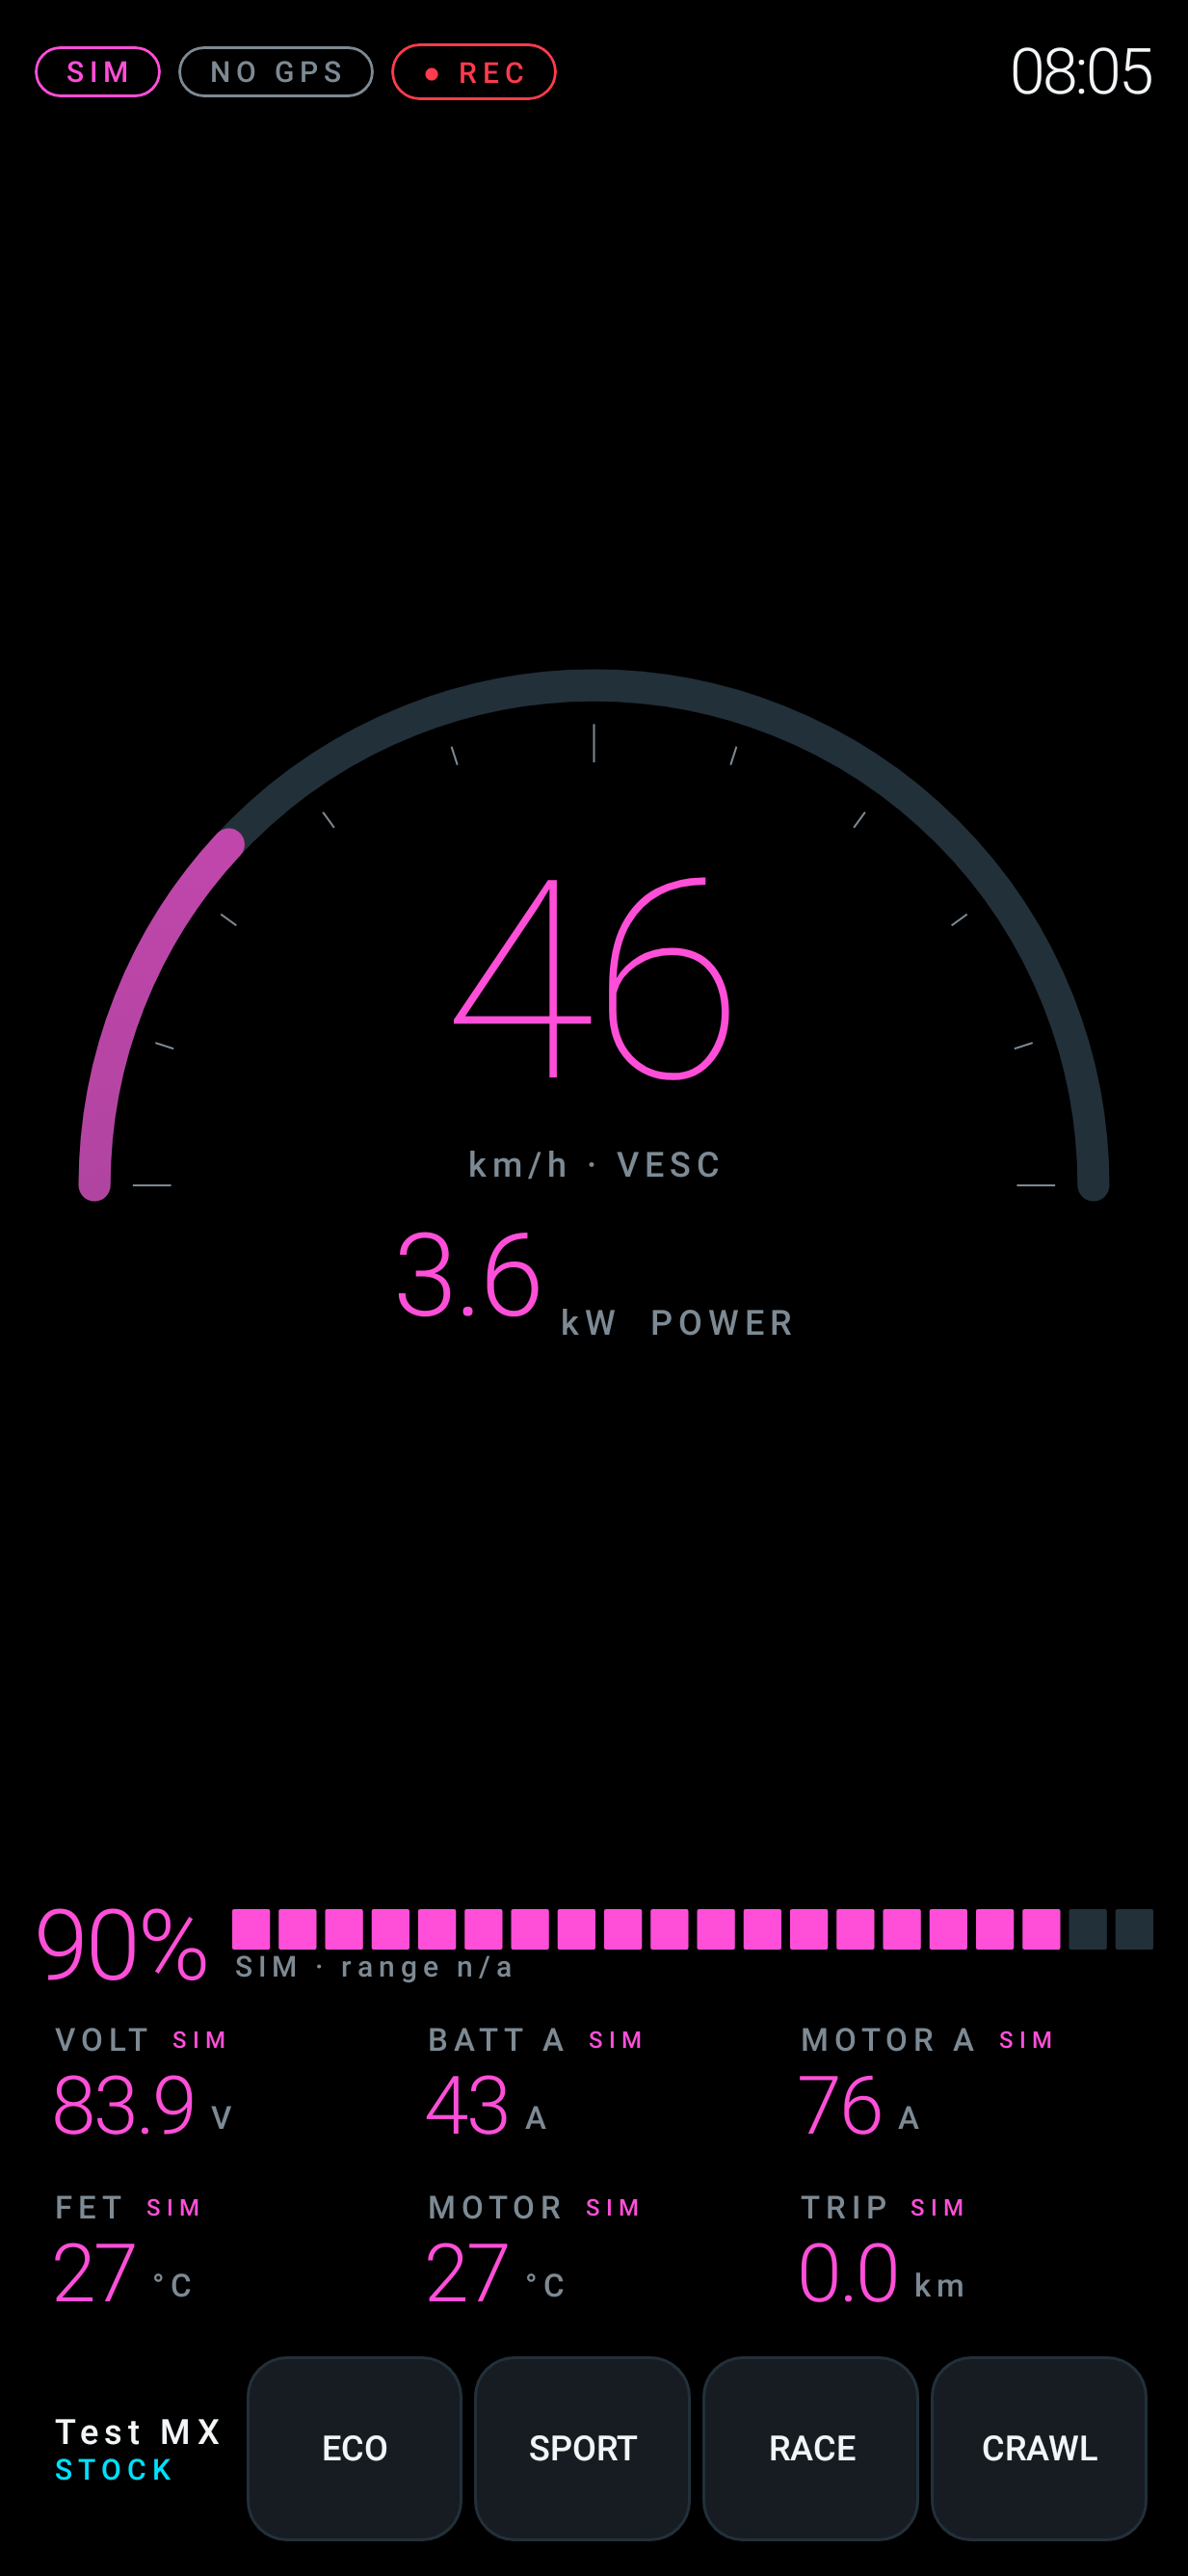 SIM NO GPS ● REC 08:05
46
km/h · VESC
3.6 kW POWER
90%
SIM · range n/a
VOLT SIM BATT A SIM MOTOR A SIM
83.9 V 43 A 76 A
FET SIM MOTOR SIM TRIP SIM
27 °C 27 °C 0.0 km
Test MX
STOCK
ECO SPORT RACE CRAWL